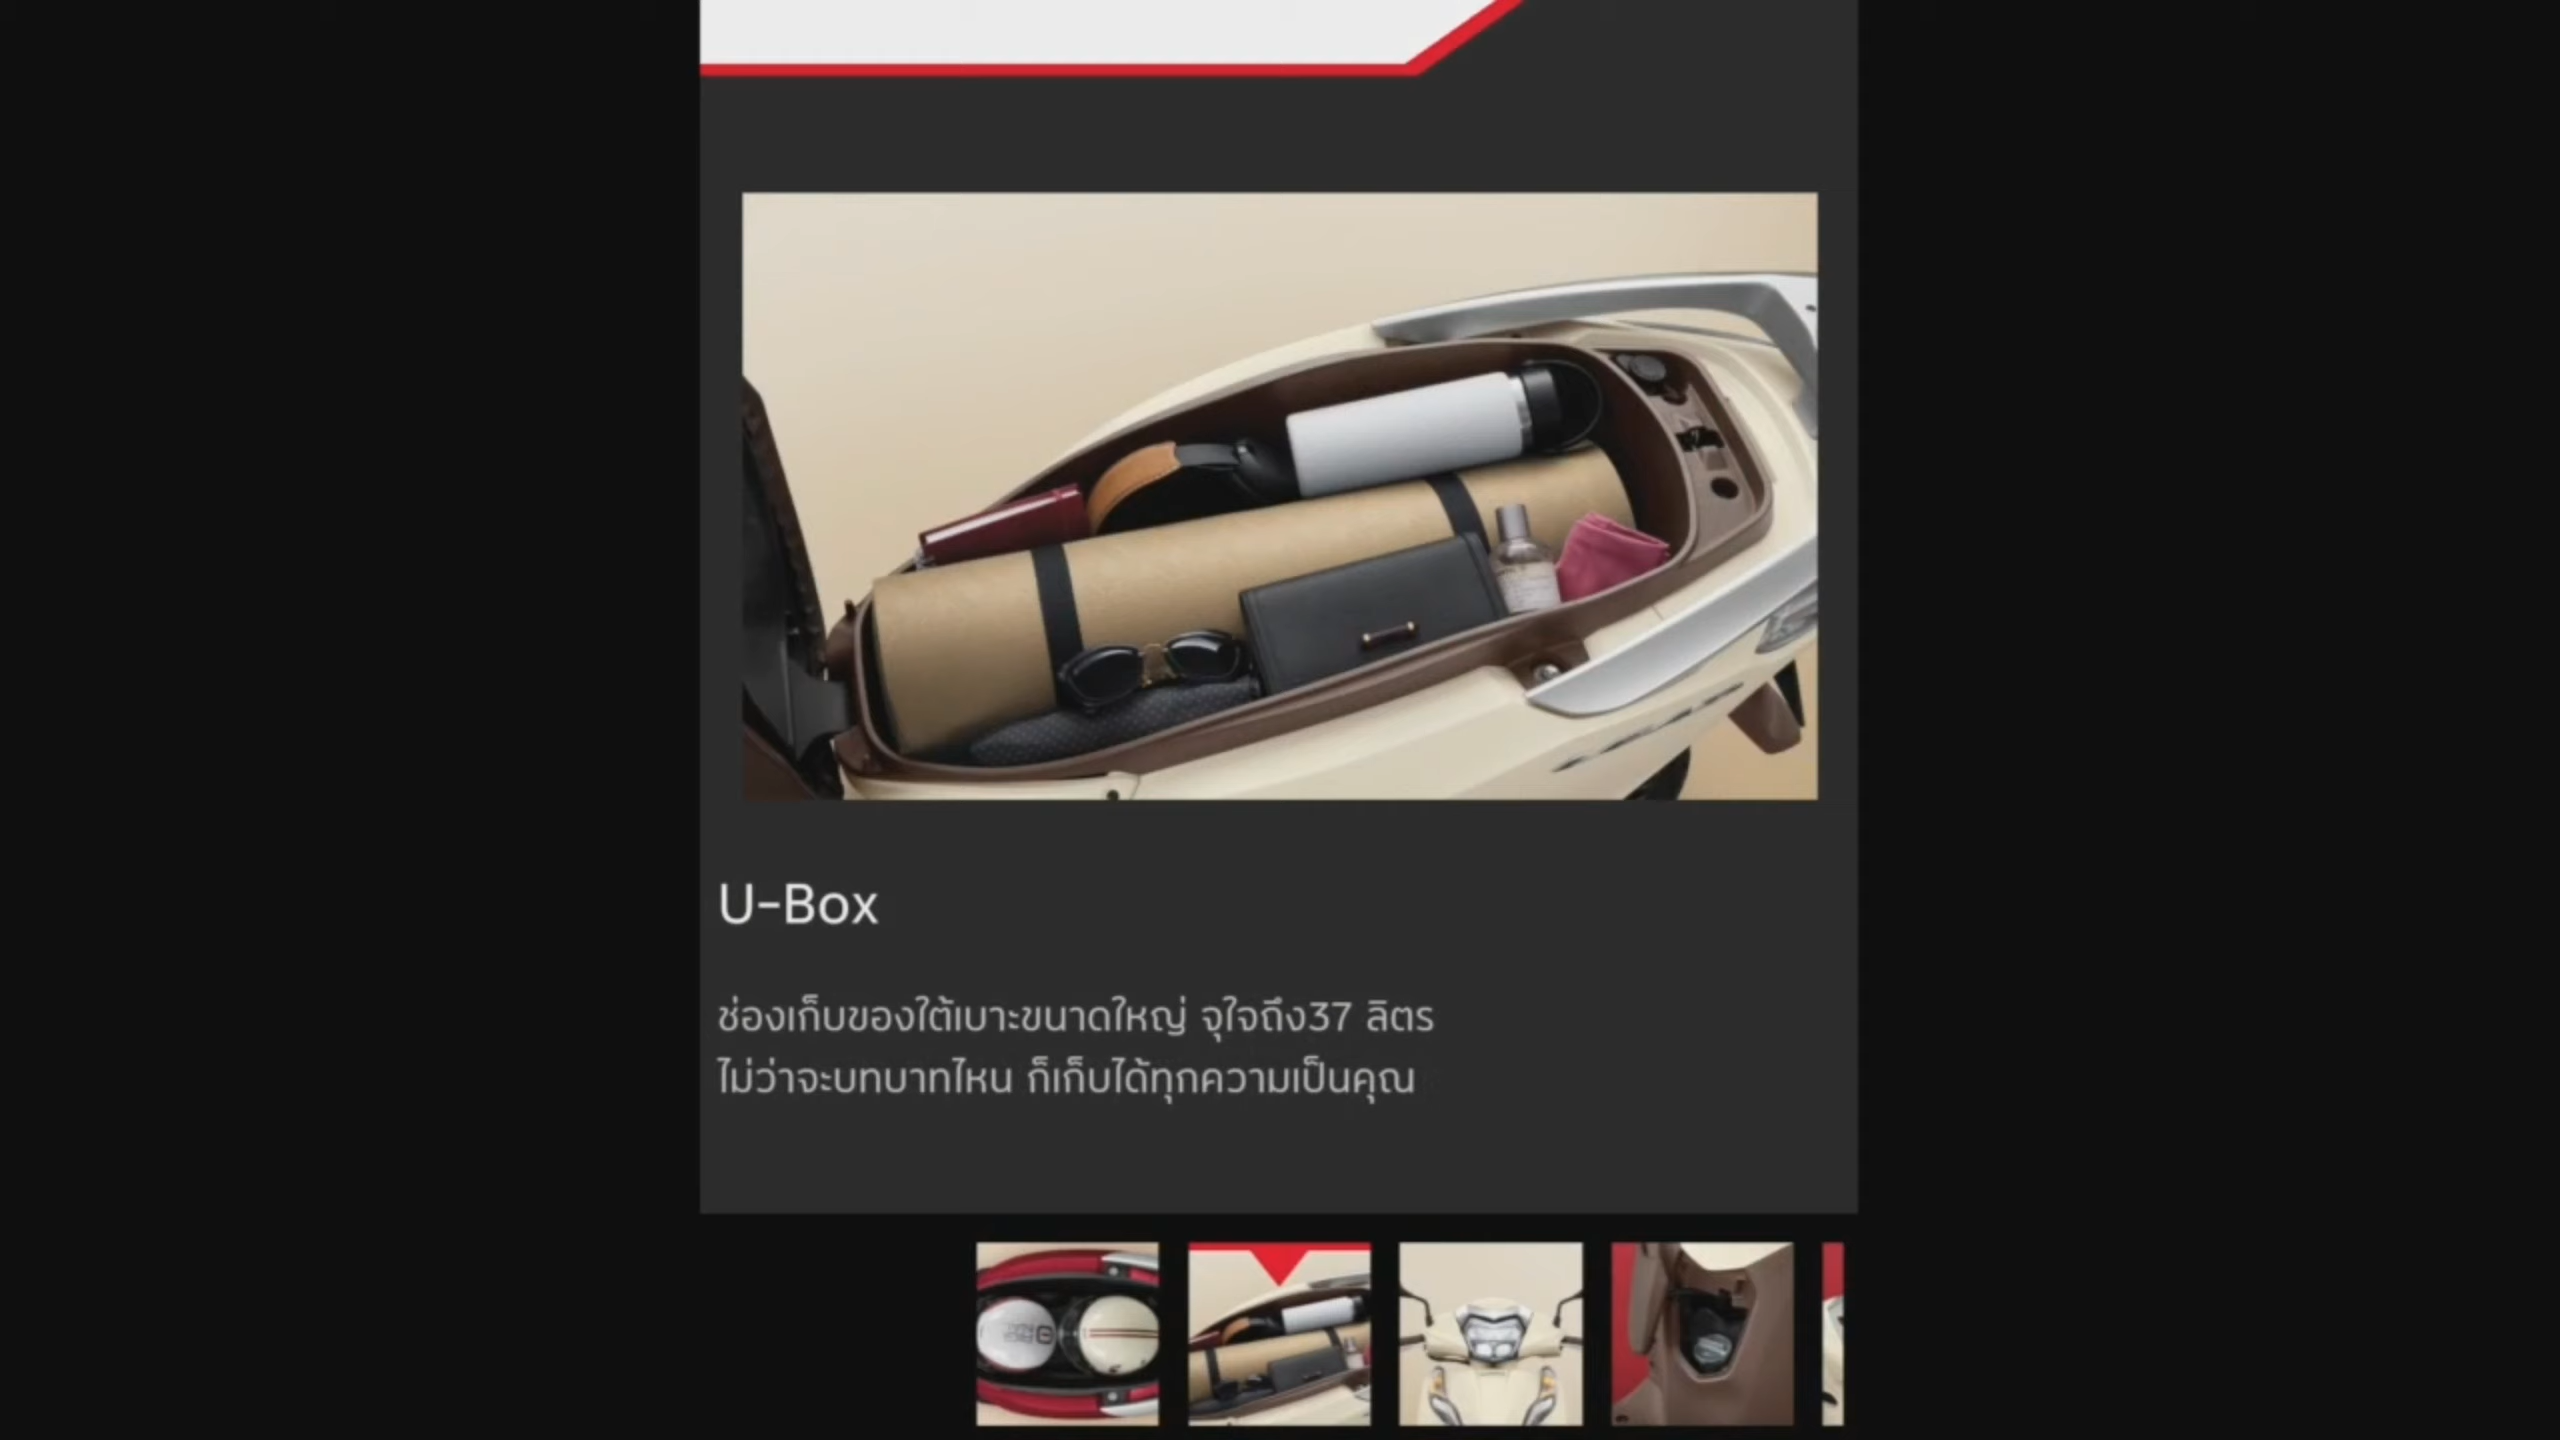 U-Box
ช่องเก็บของใต้เบาะขนาดใหญ่ จุใจถึง37 ลิตร
ไม่ว่าจะบทบาทไหน ก็เก็บได้ทุกความเป็นคุณ